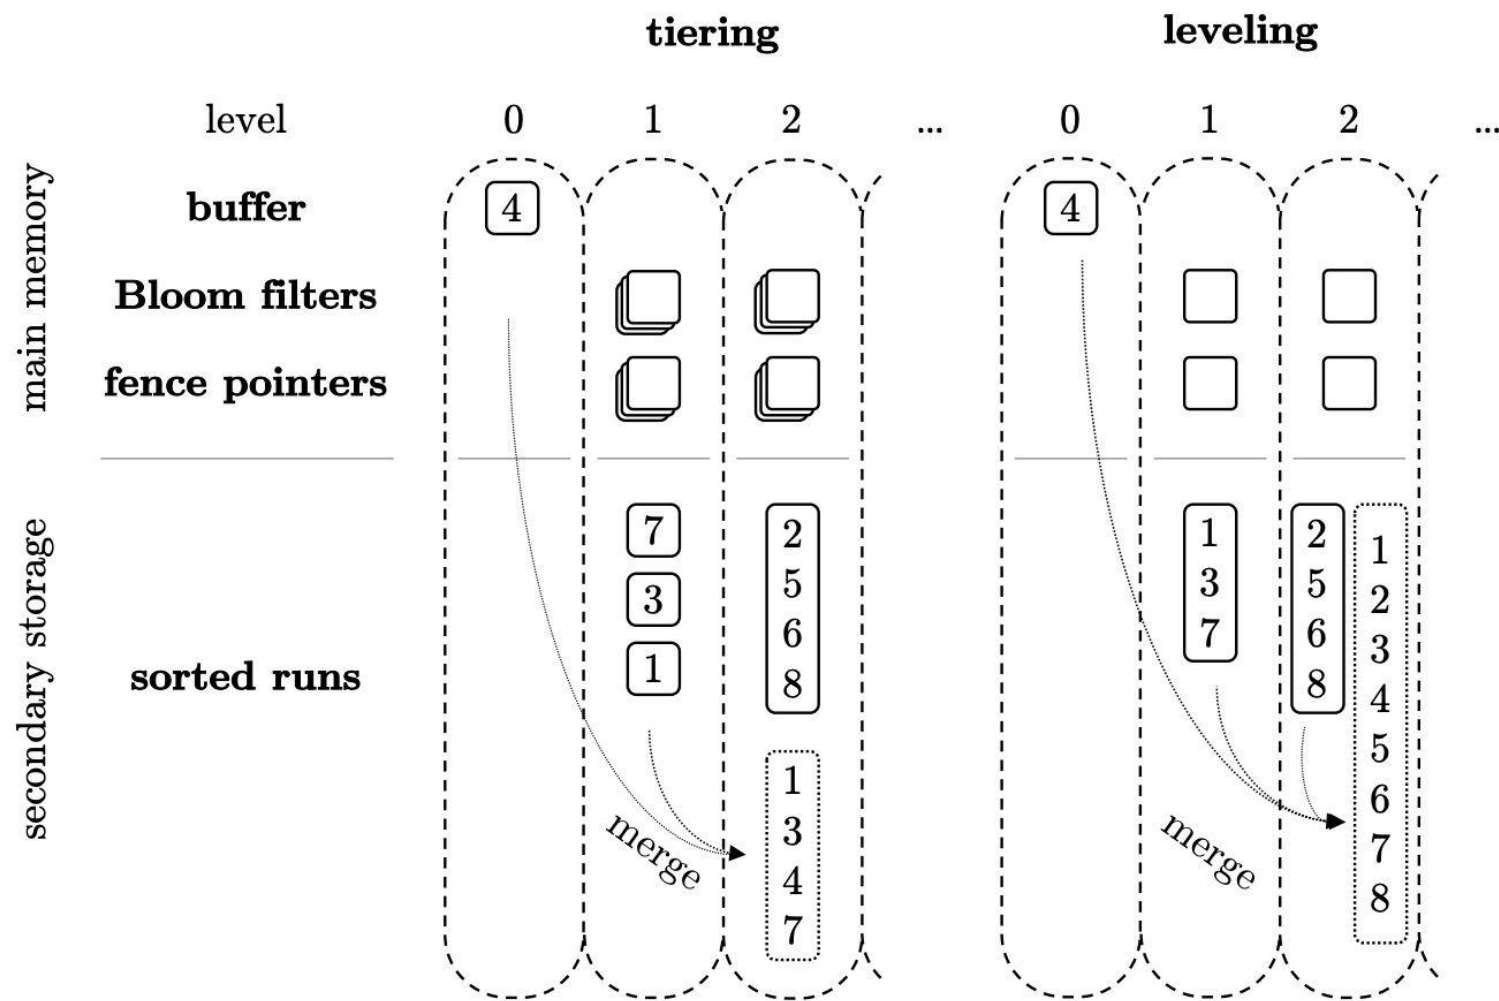 tiering leveling
level 0 1 2 ... 0 1 2 ...
main memory
buffer 4 4
Bloom filters
fence pointers
secondary storage
sorted runs
7
3
1
2
5
6
8
merge
1
3
4
7
1
3
7
2
5
6
8
merge
1
2
3
4
5
6
7
8